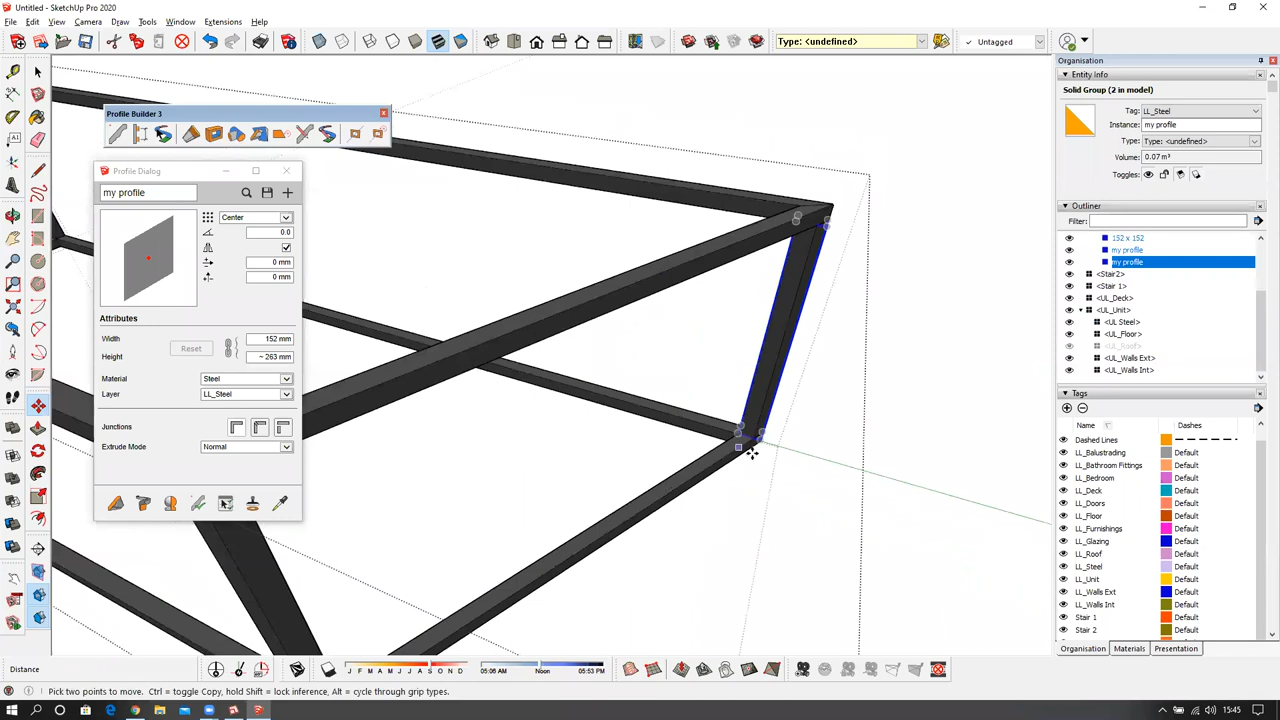 Untitled - SketchUp Pro 2020
File Edit View Camera Draw Tools Window Extensions Help
Type: <undefined>
Untagged
Organisation
Profile Builder 3
Entity Info
Solid Group (2 in model)
Tag: LL_Steel
Instance: my profile
Type: Type: <undefined>
Volume: 0.07 m³
Toggles:
Profile Dialog
my profile
Center
0.0
0 mm
0 mm
Attributes
Width 152 mm
Reset
Height ~ 263 mm
Material Steel
Layer LL_Steel
Junctions
Extrude Mode Normal
Outliner
Filter:
152 x 152
my profile
my profile
<Stair2>
<Stair 1>
<UL_Deck>
<UL_Unit>
<UL Steel>
<UL_Floor>
<UL_Roof>
<UL_Walls Ext>
<UL_Walls Int>
Tags
Name Dashes
Dashed Lines
LL_Balustrading Default
LL_Bathroom Fittings Default
LL_Bedroom Default
LL_Deck Default
LL_Doors Default
LL_Floor Default
LL_Furnishings Default
LL_Glazing Default
LL_Roof Default
LL_Steel Default
LL_Unit Default
LL_Walls Ext Default
LL_Walls Int Default
Stair 1 Default
Stair 2 Default
Organisation Materials Presentation
Distance
J F M A M J J A S O N D
05:06 AM Noon 05:53 PM
Pick two points to move. Ctrl = toggle Copy, hold Shift = lock inference, Alt = cycle through grip types.
15:45